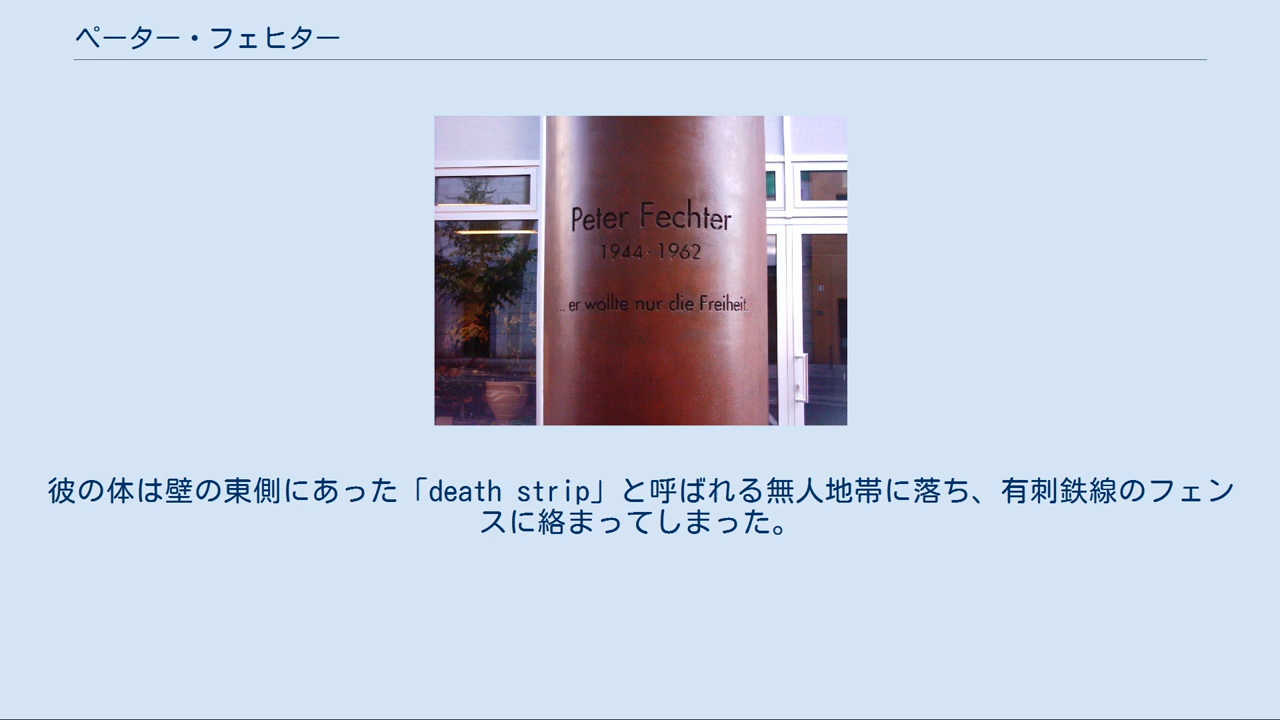 ペーター・フェヒター
Peter Fechter
1944 · 1962
... er wollte nur die Freiheit.
彼の体は壁の東側にあった「death strip」と呼ばれる無人地帯に落ち、有刺鉄線のフェン
スに絡まってしまった。